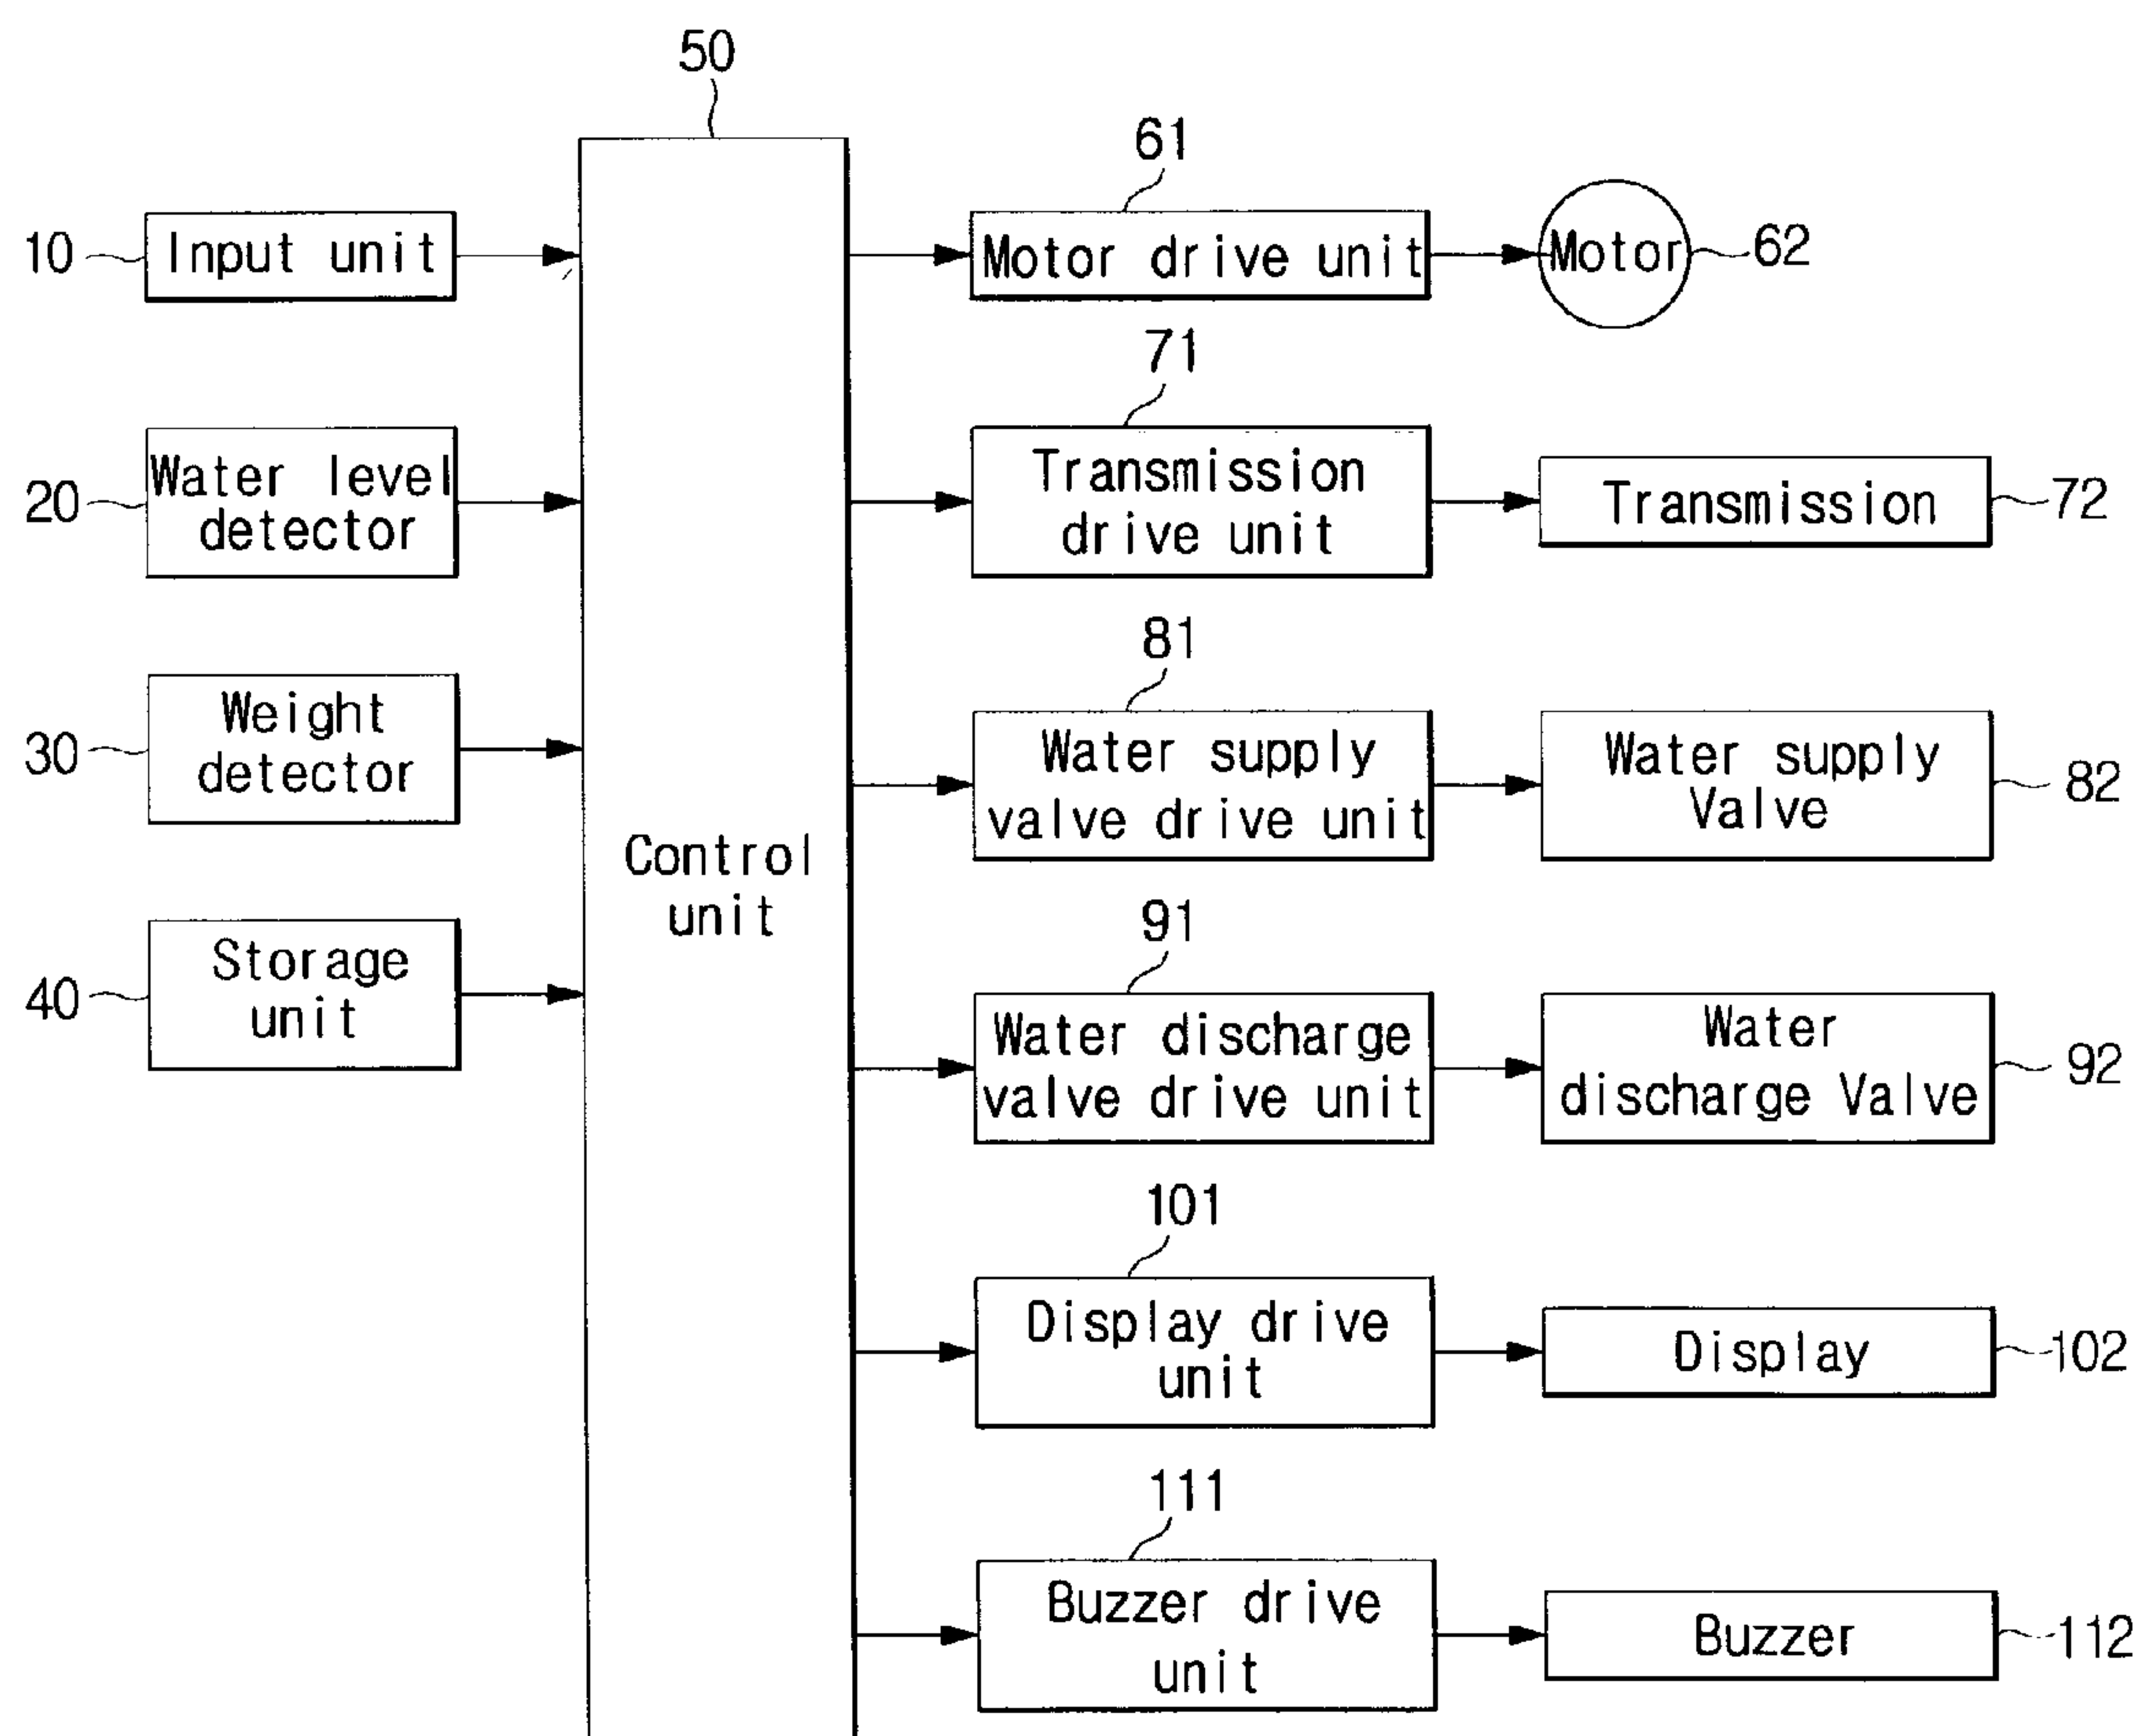 50
61
10
Input unit
Motor drive unit
Motor
62
71
20
Water level
detector
Transmission
drive unit
Transmission
72
81
30
Weight
detector
Water supply
valve drive unit
Water supply
Valve
82
Control
unit
91
40
Storage
unit
Water discharge
valve drive unit
Water
discharge Valve
92
101
Display drive
unit
Display
102
111
Buzzer drive
unit
Buzzer
112